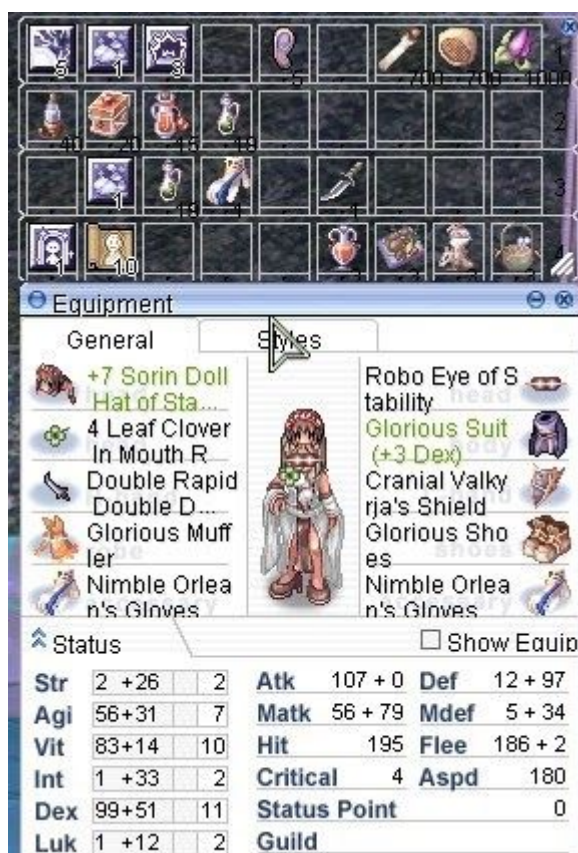 5 1 3 5 700 700 1000 1
40 20 15 19 2
1 19 1 1 3
1 10 4
Equipment
General Styles
+7 Sorin Doll
Hat of Sta...
Robo Eye of S
tability
4 Leaf Clover
In Mouth R
Glorious Suit
(+3 Dex)
Double Rapid
Double D...
Cranial Valky
rja's Shield
Glorious Muff
ler
Glorious Sho
es
Nimble Orlea
n's Gloves
Nimble Orlea
n's Gloves
head
robe
shoes
Status Show Equip
Str 2 +26 2 Atk 107 + 0 Def 12 + 97
Agi 56+31 7 Matk 56 + 79 Mdef 5 + 34
Vit 83+14 10 Hit 195 Flee 186 + 2
Int 1 +33 2 Critical 4 Aspd 180
Dex 99+51 11 Status Point 0
Luk 1 +12 2 Guild